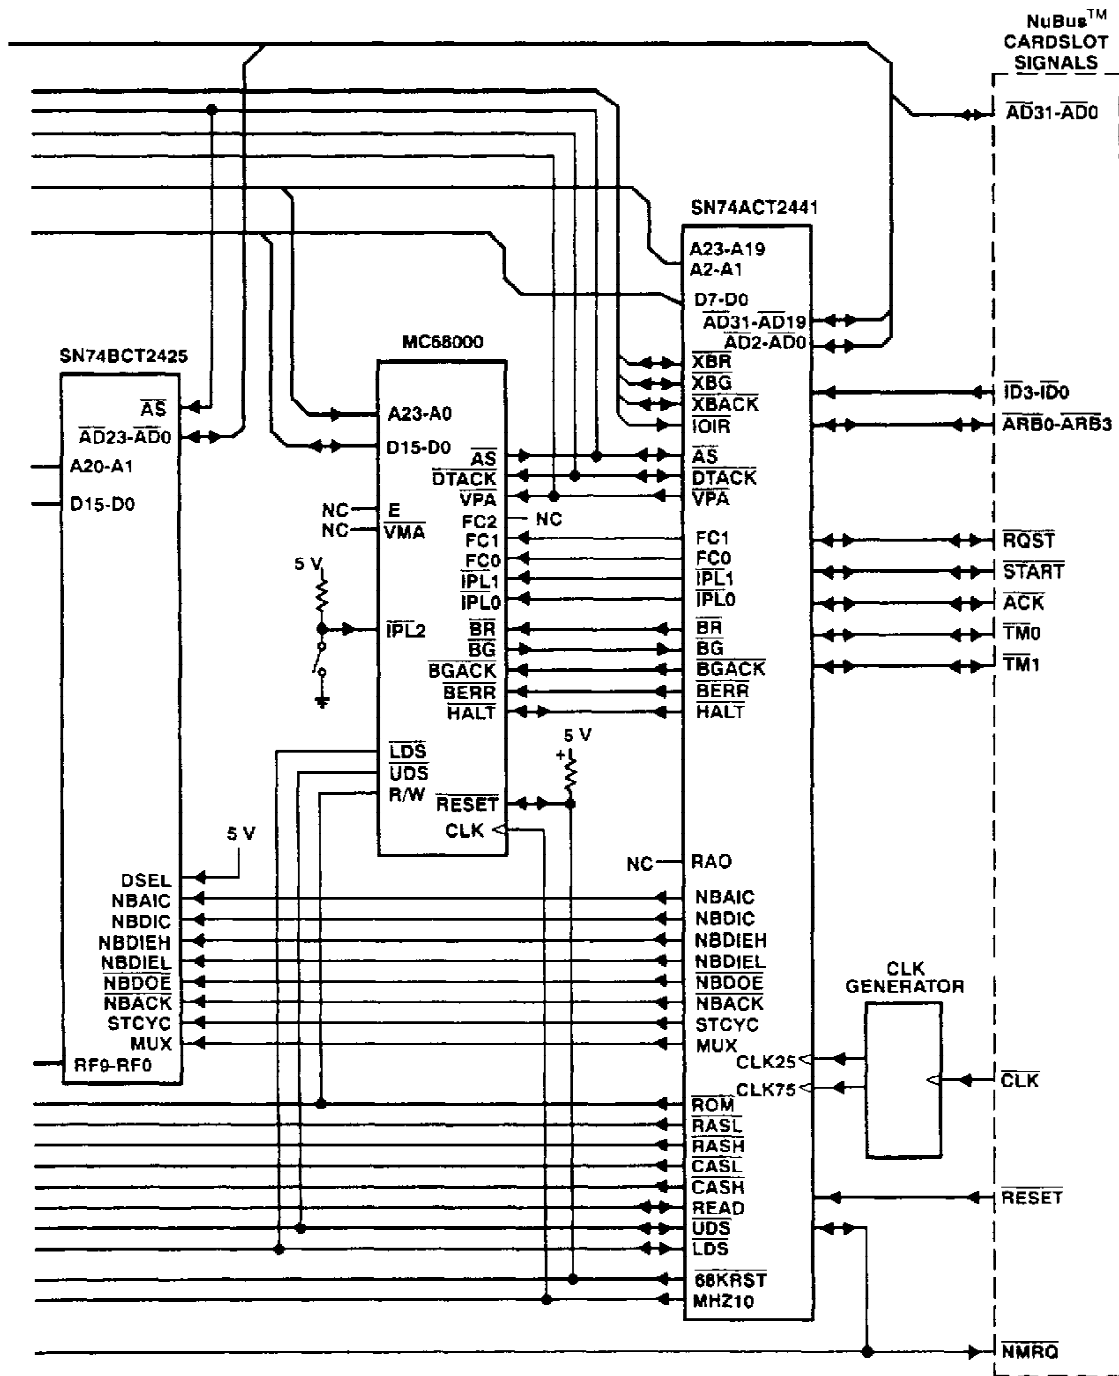 NuBus™
CARDSLOT
SIGNALS
AD31-AD0
SN74ACT2441
A23-A19
A2-A1
D7-D0
AD31-AD19
AD2-AD0
XBR
XBG
XBACK
IOIR
AS
DTACK
VPA
FC1
FC0
IPL1
IPL0
BR
BG
BGACK
BERR
HALT
NC
RAO
NBAIC
NBDIC
NBDIEH
NBDIEL
NBDOE
NBACK
STCYC
MUX
CLK25
CLK75
ROM
RASL
RASH
CASL
CASH
READ
UDS
LDS
68KRST
MHZ10
MC68000
A23-A0
D15-D0
AS
DTACK
VPA
NC
E
NC
VMA
FC2
NC
FC1
FC0
IPL1
IPL0
5 V
IPL2
BR
BG
BGACK
BERR
HALT
LDS
UDS
R/W
5 V
+
RESET
CLK
SN74BCT2425
AS
AD23-AD0
A20-A1
D15-D0
5 V
DSEL
NBAIC
NBDIC
NBDIEH
NBDIEL
NBDOE
NBACK
STCYC
MUX
RF9-RF0
ID3-ID0
ARB0-ARB3
RQST
START
ACK
TM0
TM1
CLK
GENERATOR
CLK
RESET
NMRQ